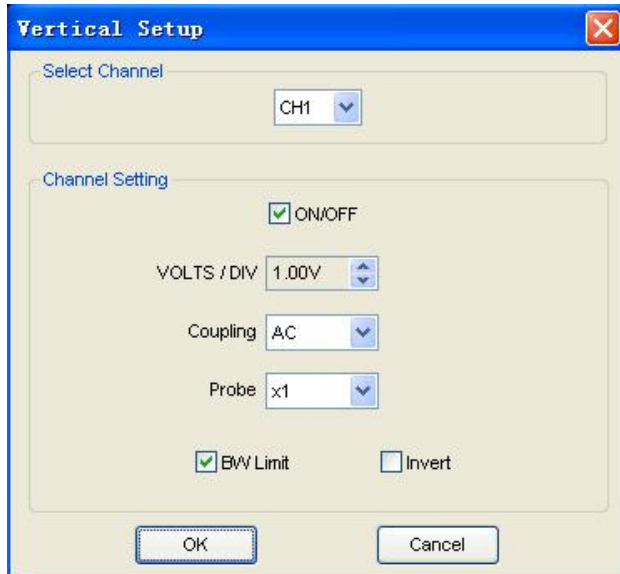 Vertical Setup
Select Channel
CH1
Channel Setting
ON/OFF
VOLTS / DIV 1.00V
Coupling AC
Probe x1
BW Limit Invert
OK Cancel